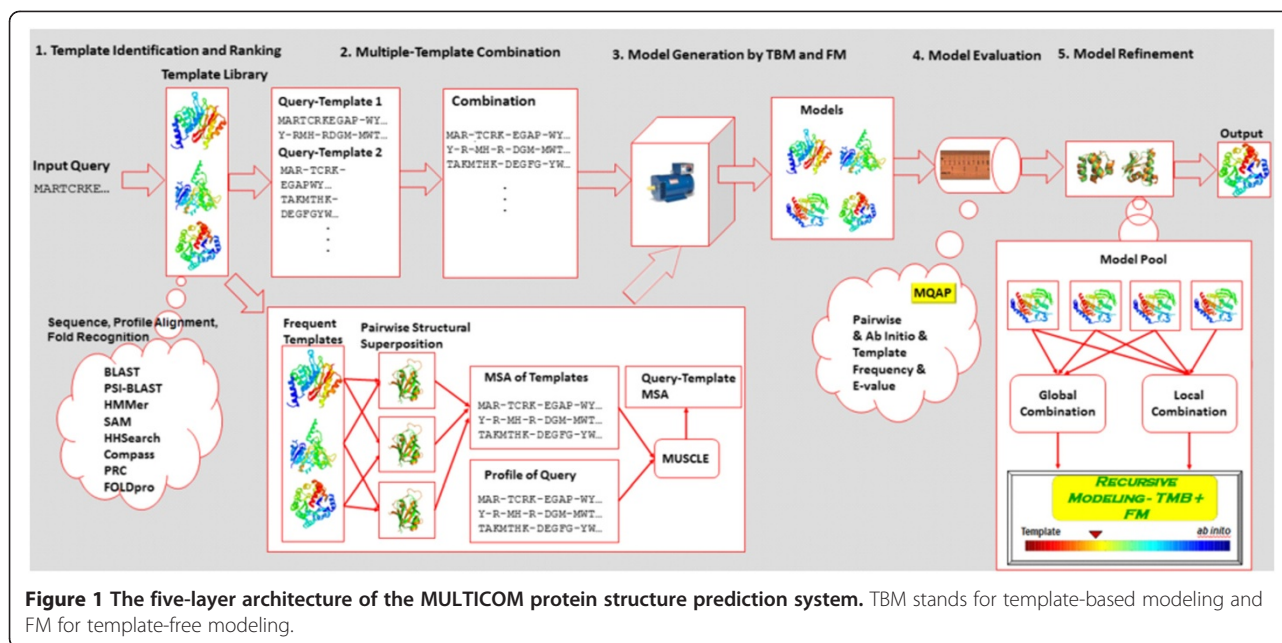 1. Template Identification and Ranking
2. Multiple-Template Combination
3. Model Generation by TBM and FM
4. Model Evaluation
5. Model Refinement
Template Library
Input Query
MARTCRKE...
Query-Template 1
MARTCRKEGAP-WY...
Y-RMH-RDGM-MWT...
Query-Template 2
MAR-TCRK-
EGAPWY...
TAKMTHK-
DEGFGYW...
.
.
.
.
Combination
MAR-TCRK-EGAP-WY...
Y-R-MH-R-DGM-MWT...
TAKMTHK-DEGFG-YW...
.
.
.
Models
Output
Sequence, Profile Alignment,
Fold Recognition
BLAST
PSI-BLAST
HMMer
SAM
HHSearch
Compass
PRC
FOLDpro
Frequent
Templates
Pairwise Structural
Superposition
MSA of Templates
MAR-TCRK-EGAP-WY...
Y-R-MH-R-DGM-MWT...
TAKMTHK-DEGFG-YW...
Profile of Query
MAR-TCRK-EGAP-WY...
Y-R-MH-R-DGM-MWT...
TAKMTHK-DEGFG-YW...
Query-Template
MSA
MUSCLE
MQAP
Pairwise
& Ab Initio &
Template
Frequency &
E-value
Model Pool
Global
Combination
Local
Combination
RECURSIVE
MODELING- TMB +
FM
Template
ab inito
Figure 1 The five-layer architecture of the MULTICOM protein structure prediction system. TBM stands for template-based modeling and
FM for template-free modeling.